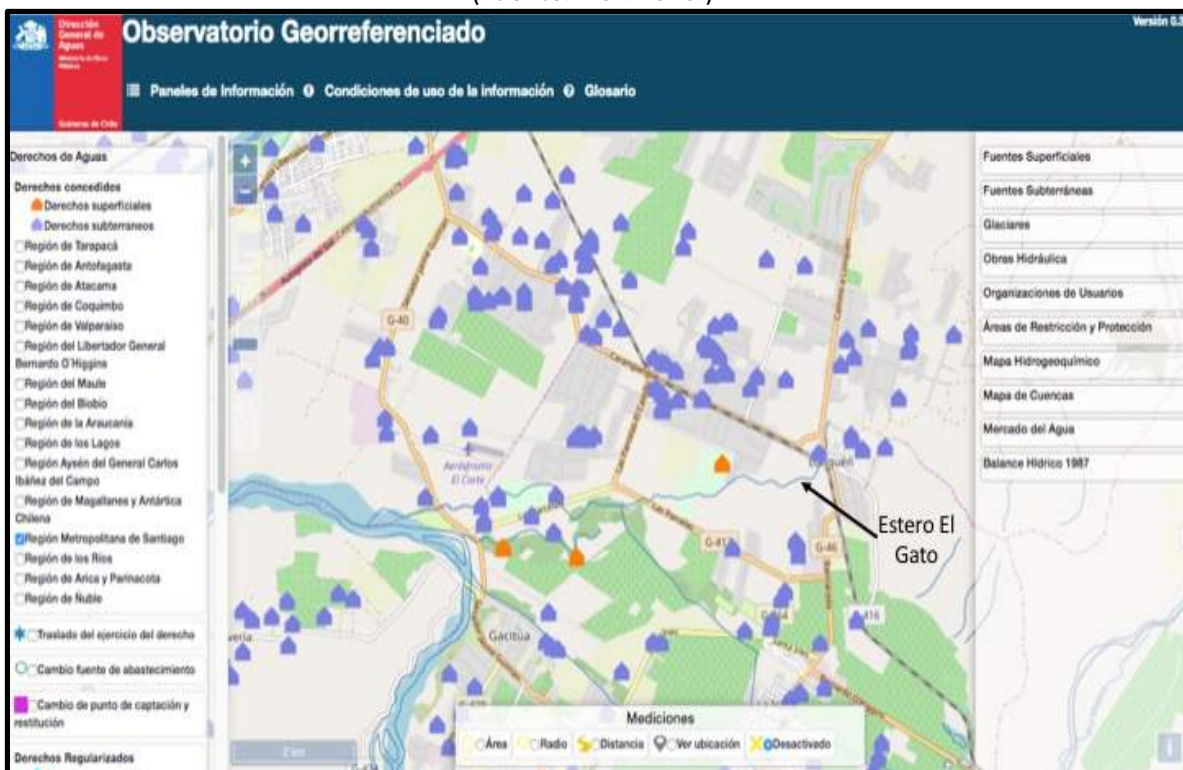 Dirección
General de
Aguas
Gobierno de Chile
Observatorio Georreferenciado
Versión 0.3
Paneles de Información
Condiciones de uso de la información
Glosario
Derechos de Aguas
Derechos concedidos
Derechos superficiales
Derechos subterraneos
Región de Tarapacá
Región de Antofagasta
Región de Atacama
Región de Coquimbo
Región de Valparaíso
Región del Libertador General
Bernardo O'Higgins
Región del Maule
Región del Biobío
Región de la Araucanía
Región de los Lagos
Región Aysén del General Carlos
Ibáñez del Campo
Región de Magallanes y Antártica
Chilena
Región Metropolitana de Santiago
Región de los Ríos
Región de Arica y Parinacota
Región de Ñuble
Traslado del ejercicio del derecho
Cambio fuente de abastecimiento
Cambio de punto de captación y
restitución
Derechos Regularizados
G-40
Aeródromo
El Corte
G-46
Gacitúa
Estero El
Gato
Fuentes Superficiales
Fuentes Subterráneas
Glaciares
Obras Hidráulica
Organizaciones de Usuarios
Áreas de Restricción y Protección
Mapa Hidrogeoquímico
Mapa de Cuencas
Mercado del Agua
Balance Hídrico 1987
Mediciones
Área
Radio
Distancia
Ver ubicación
Desactivado